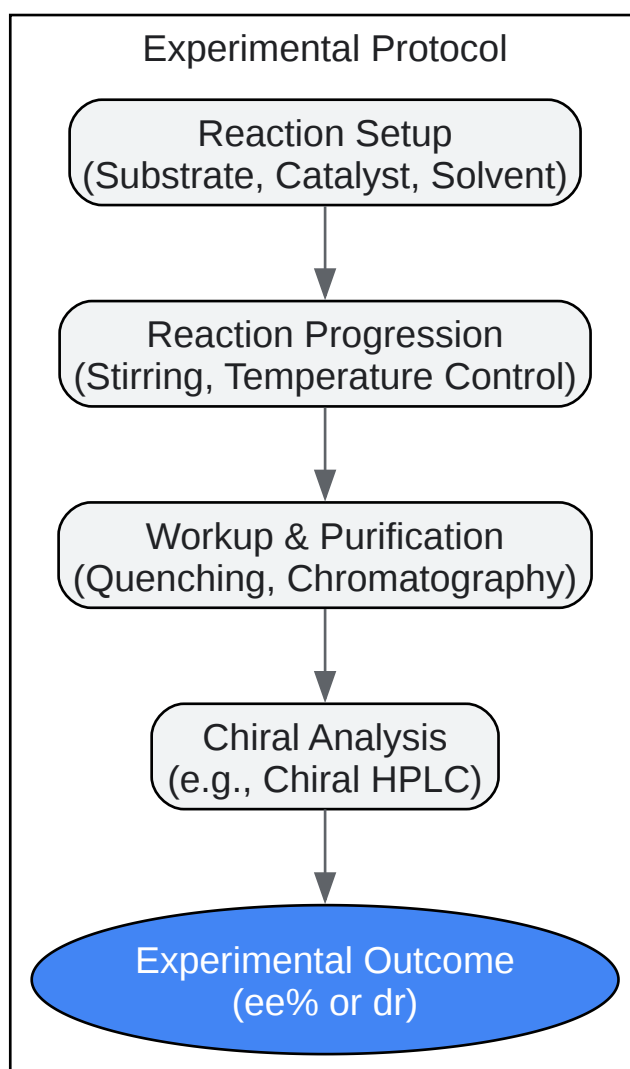 Experimental Protocol
Reaction Setup
(Substrate, Catalyst, Solvent)
Reaction Progression
(Stirring, Temperature Control)
Workup & Purification
(Quenching, Chromatography)
Chiral Analysis
(e.g., Chiral HPLC)
Experimental Outcome
(ee% or dr)